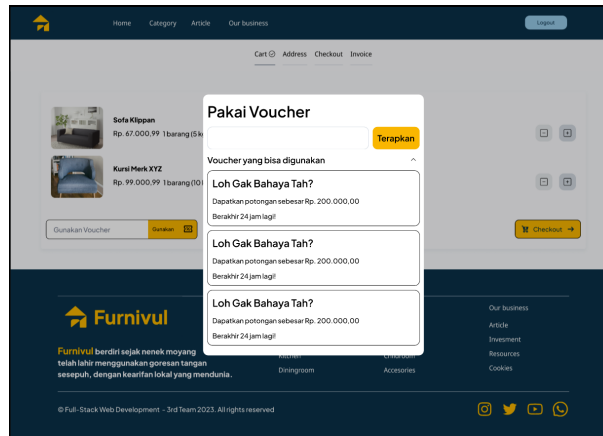 Home Category Article Our business Logout
Cart Address Checkout Invoice
Pakai Voucher
Terapkan
Voucher yang bisa digunakan
Loh Gak Bahaya Tah?
Dapatkan potongan sebesar Rp. 200.000,00
Berakhir 24 jam lagi!
Loh Gak Bahaya Tah?
Dapatkan potongan sebesar Rp. 200.000,00
Berakhir 24 jam lagi!
Loh Gak Bahaya Tah?
Dapatkan potongan sebesar Rp. 200.000,00
Berakhir 24 jam lagi!
Sofa Klippan
Rp. 67.000,99 1 barang (5 k
Kursi Merk XYZ
Rp. 99.000,99 1 barang (10
Gunakan Voucher Gunakan
Checkout
Furnivul
Furnivul berdiri sejak nenek moyang
telah lahir menggunakan goresan tangan
sesepuh, dengan kearifan lokal yang mendunia.
Kitchen
Diningroom
Childroom
Accesories
Our business
Article
Invesment
Resources
Cookies
© Full-Stack Web Development - 3rd Team 2023. All rights reserved